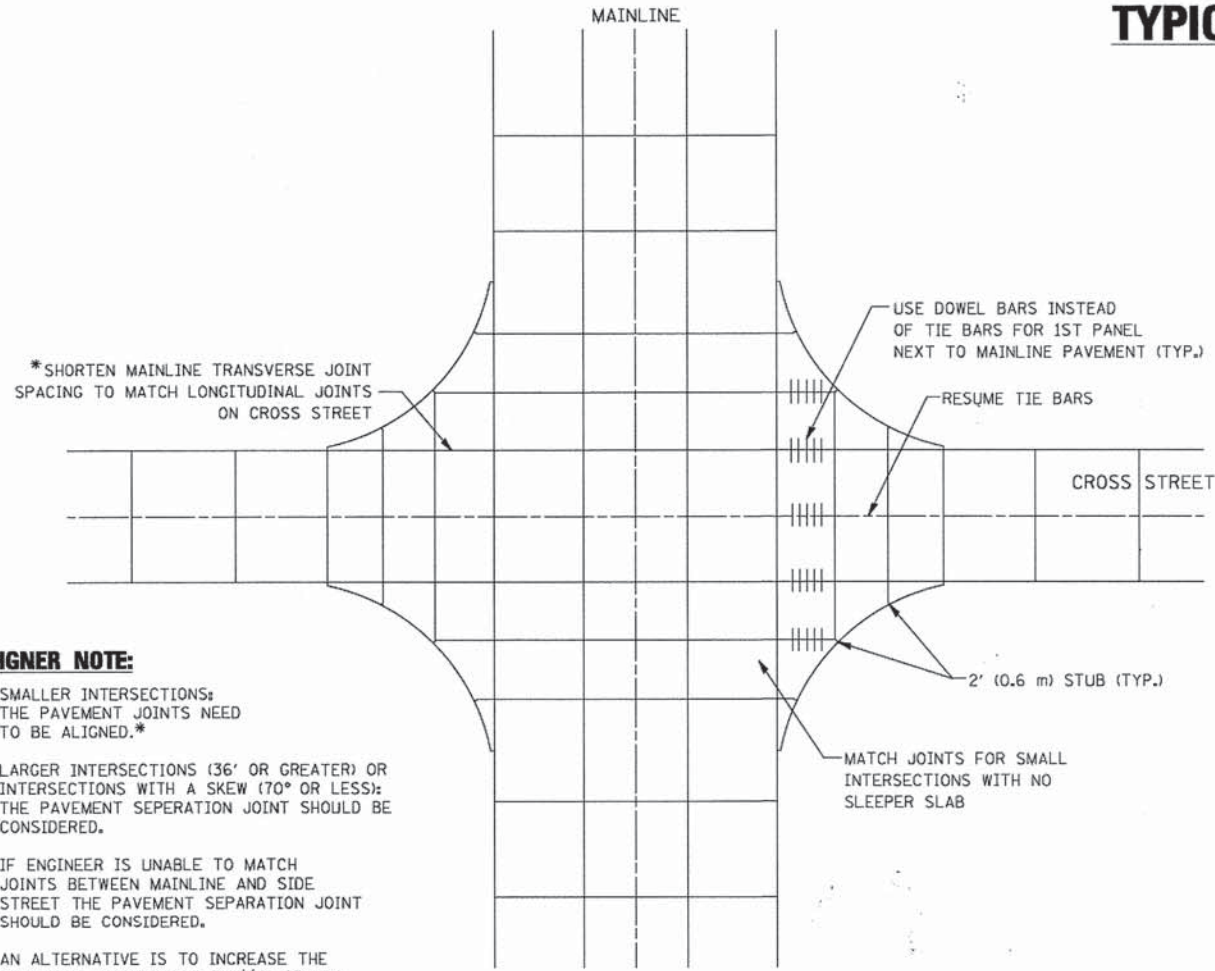 MAINLINE
TYPIC
USE DOWEL BARS INSTEAD
OF TIE BARS FOR 1ST PANEL
NEXT TO MAINLINE PAVEMENT (TYP.)
*SHORTEN MAINLINE TRANSVERSE JOINT
SPACING TO MATCH LONGITUDINAL JOINTS
ON CROSS STREET
RESUME TIE BARS
CROSS STREET
2' (0.6 m) STUB (TYP.)
MATCH JOINTS FOR SMALL
INTERSECTIONS WITH NO
SLEEPER SLAB
IGNER NOTE:
SMALLER INTERSECTIONS:
THE PAVEMENT JOINTS NEED
TO BE ALIGNED.*
LARGER INTERSECTIONS (36' OR GREATER) OR
INTERSECTIONS WITH A SKEW (70° OR LESS):
THE PAVEMENT SEPERATION JOINT SHOULD BE
CONSIDERED.
IF ENGINEER IS UNABLE TO MATCH
JOINTS BETWEEN MAINLINE AND SIDE
STREET THE PAVEMENT SEPARATION JOINT
SHOULD BE CONSIDERED.
AN ALTERNATIVE IS TO INCREASE THE